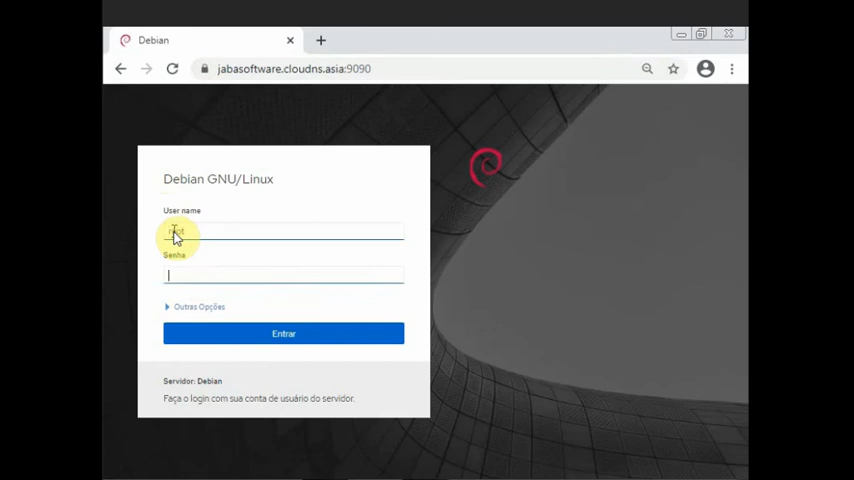 Debian
jabasoftware.cloudns.asia:9090
Debian GNU/Linux
User name
root
Senha
Outras Opções
Entrar
Servidor: Debian
Faça o login com sua conta de usuário do servidor.